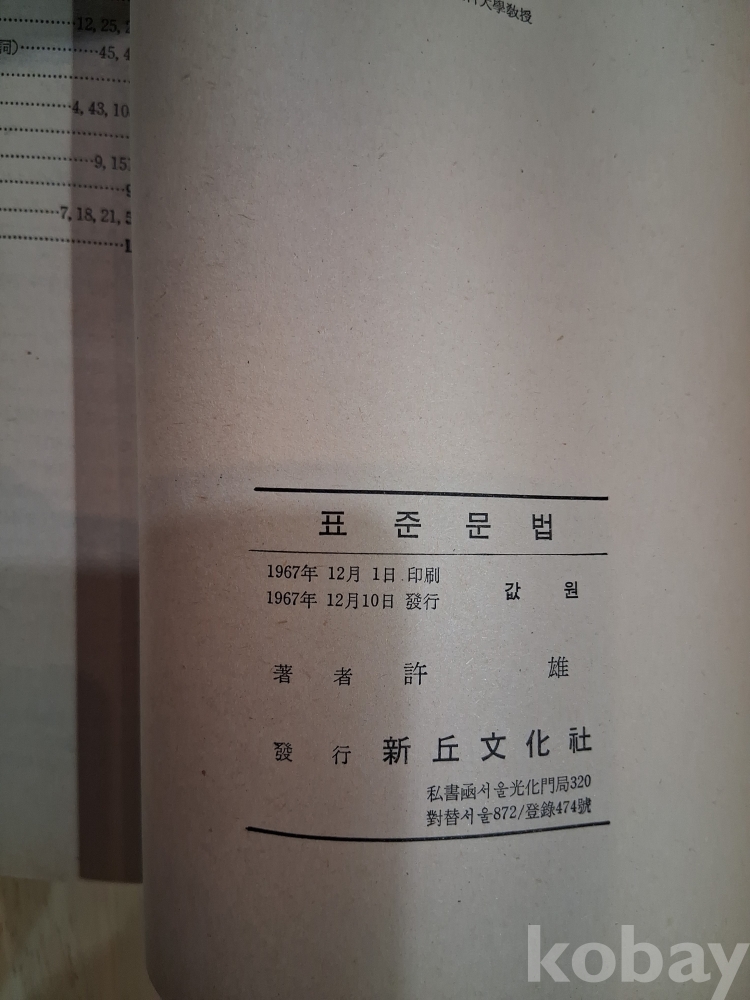 大學敎授
12, 25,
詞) 45, 4
4, 43, 10
9, 15
9
7, 18, 21, 5
1
표 준 문 법
1967年 12月 1日 印刷
1967年 12月10日 發行
값 원
著 者 許 雄
發 行 新丘文化社
私書函서울光化門局320
對替서울872/登錄474號
kobay